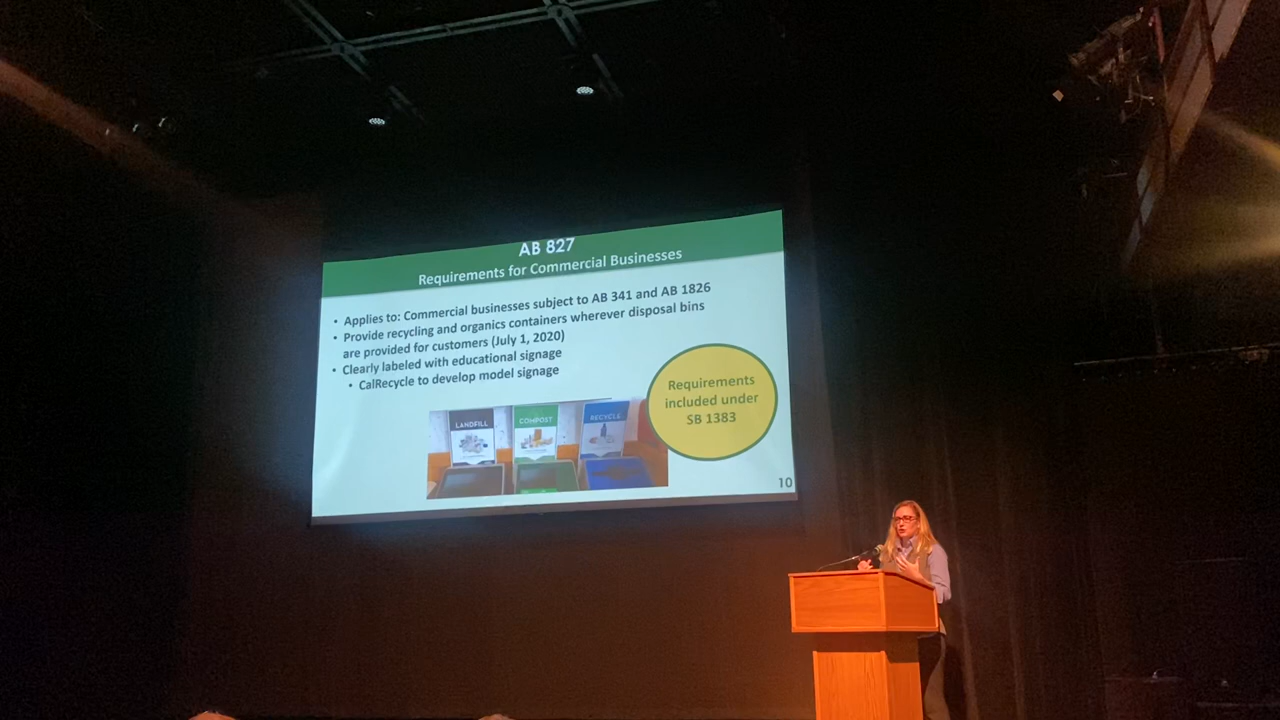 AB 827
Requirements for Commercial Businesses
• Applies to: Commercial businesses subject to AB 341 and AB 1826
• Provide recycling and organics containers wherever disposal bins
are provided for customers (July 1, 2020)
• Clearly labeled with educational signage
• CalRecycle to develop model signage
Requirements
included under
SB 1383
LANDFILL
COMPOST
RECYCLE
10